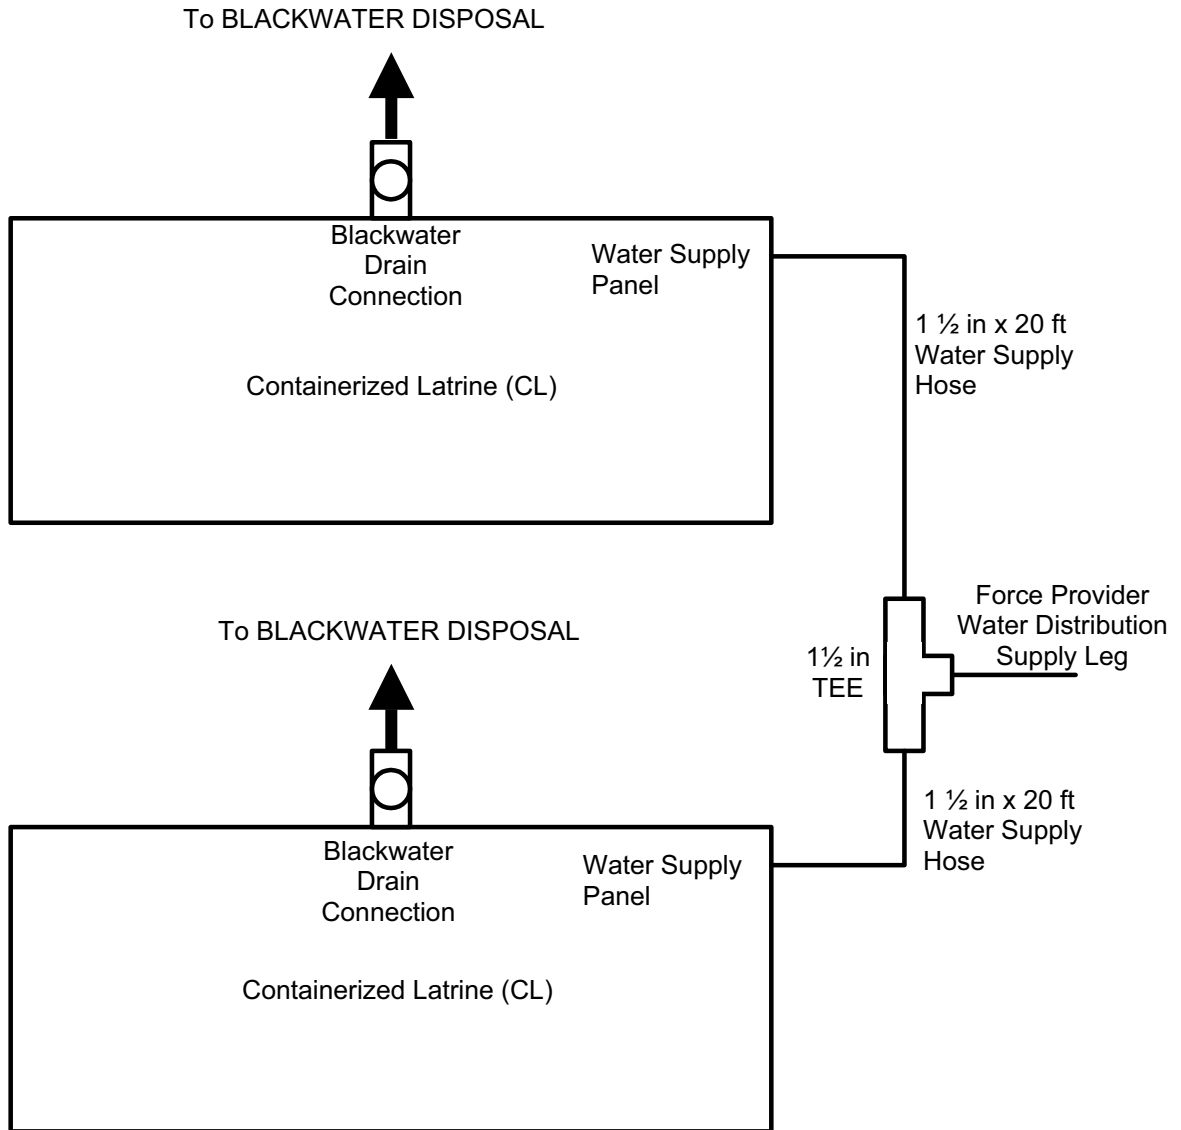 To BLACKWATER DISPOSAL
Blackwater
Drain
Connection
Water Supply
Panel
Containerized Latrine (CL)
1 ½ in x 20 ft
Water Supply
Hose
Force Provider
Water Distribution
Supply Leg
1½ in
TEE
To BLACKWATER DISPOSAL
Blackwater
Drain
Connection
Water Supply
Panel
1 ½ in x 20 ft
Water Supply
Hose
Containerized Latrine (CL)